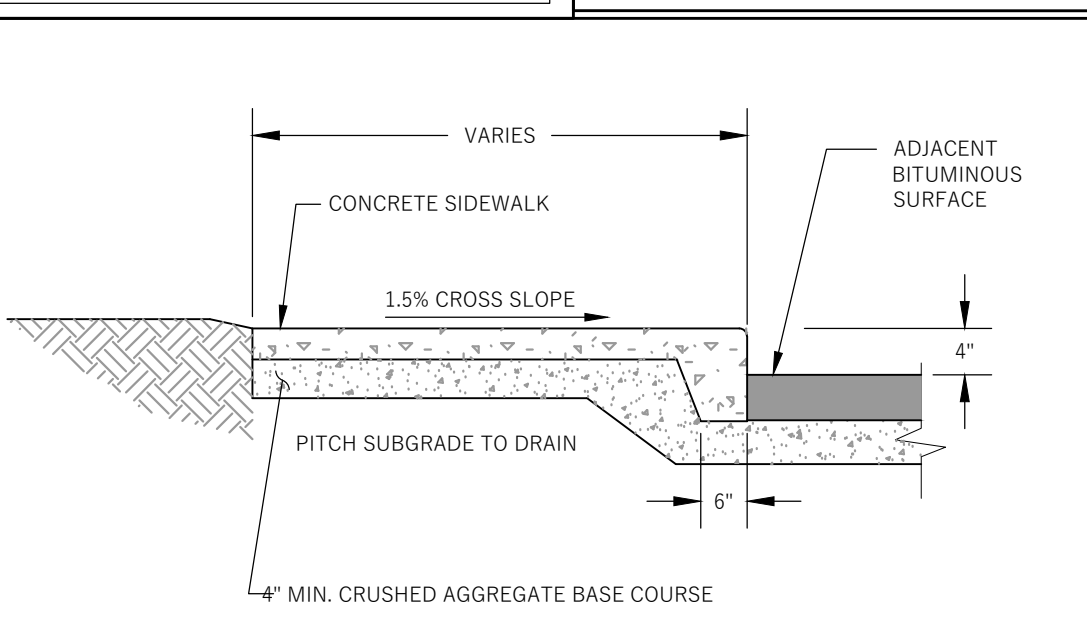 VARIES
ADJACENT
BITUMINOUS
SURFACE
CONCRETE SIDEWALK
1.5% CROSS SLOPE
4"
PITCH SUBGRADE TO DRAIN
6"
4" MIN. CRUSHED AGGREGATE BASE COURSE